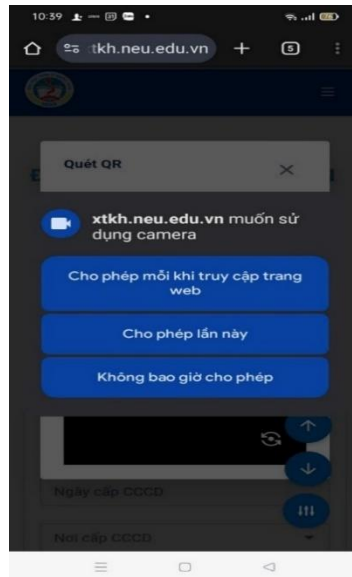 10:39
tkh.neu.edu.vn
5
Quét QR
xtkh.neu.edu.vn muốn sử
dụng camera
Cho phép mỗi khi truy cập trang
web
Cho phép lần này
Không bao giờ cho phép
Ngày cấp CCCD
Nơi cấp CCCD